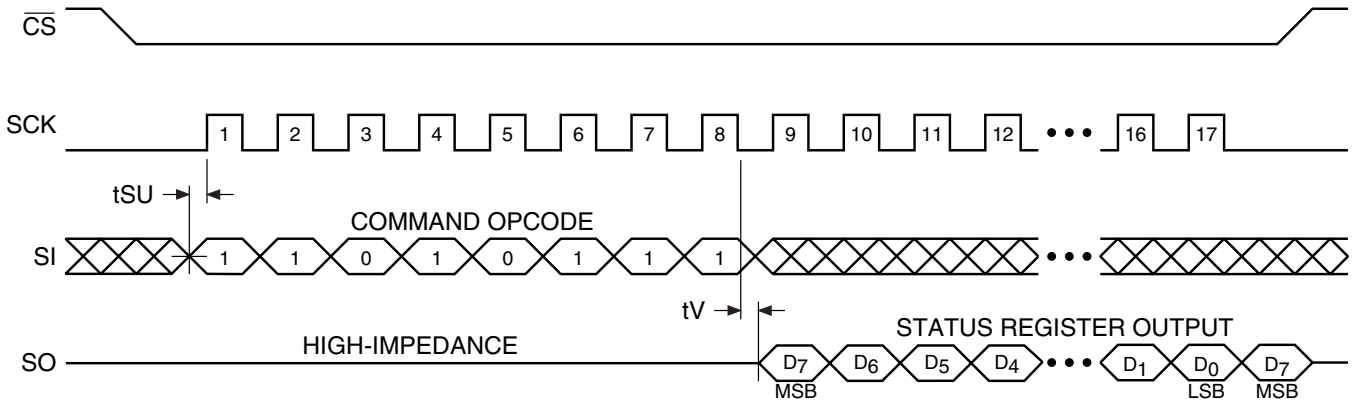 CS
SCK
1 2 3 4 5 6 7 8 9 10 11 12 16 17
tSU
COMMAND OPCODE
SI
1 1 0 1 0 1 1 1
tV
STATUS REGISTER OUTPUT
HIGH-IMPEDANCE
SO
D7 D6 D5 D4 D1 D0 D7
MSB LSB MSB